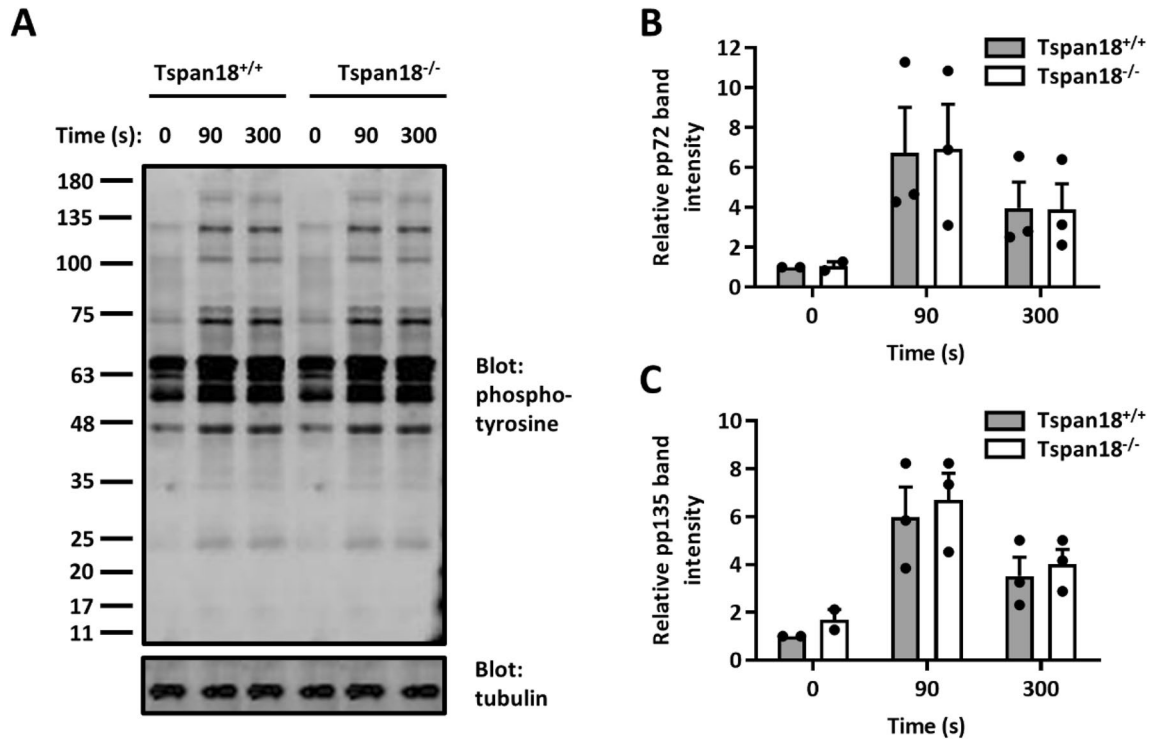 A
Tspan18+/+ Tspan18-/-
Time (s): 0 90 300 0 90 300
180
135
100
75
63
48
35
25
20
17
11
Blot:
phospho-
tyrosine
Blot:
tubulin
B
Relative pp72 band
intensity
12
10
8
6
4
2
0
Tspan18+/+
Tspan18-/-
0 90 300
Time (s)
C
Relative pp135 band
intensity
10
8
6
4
2
0
Tspan18+/+
Tspan18-/-
0 90 300
Time (s)